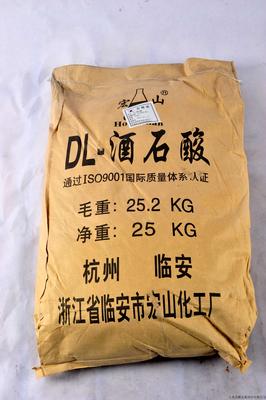 宏山
DL-酒石酸
通过ISO9001国际质量体系认证
毛重：25.2 KG
净重：25 KG
杭州 临安
浙江省临安市宏山化工厂